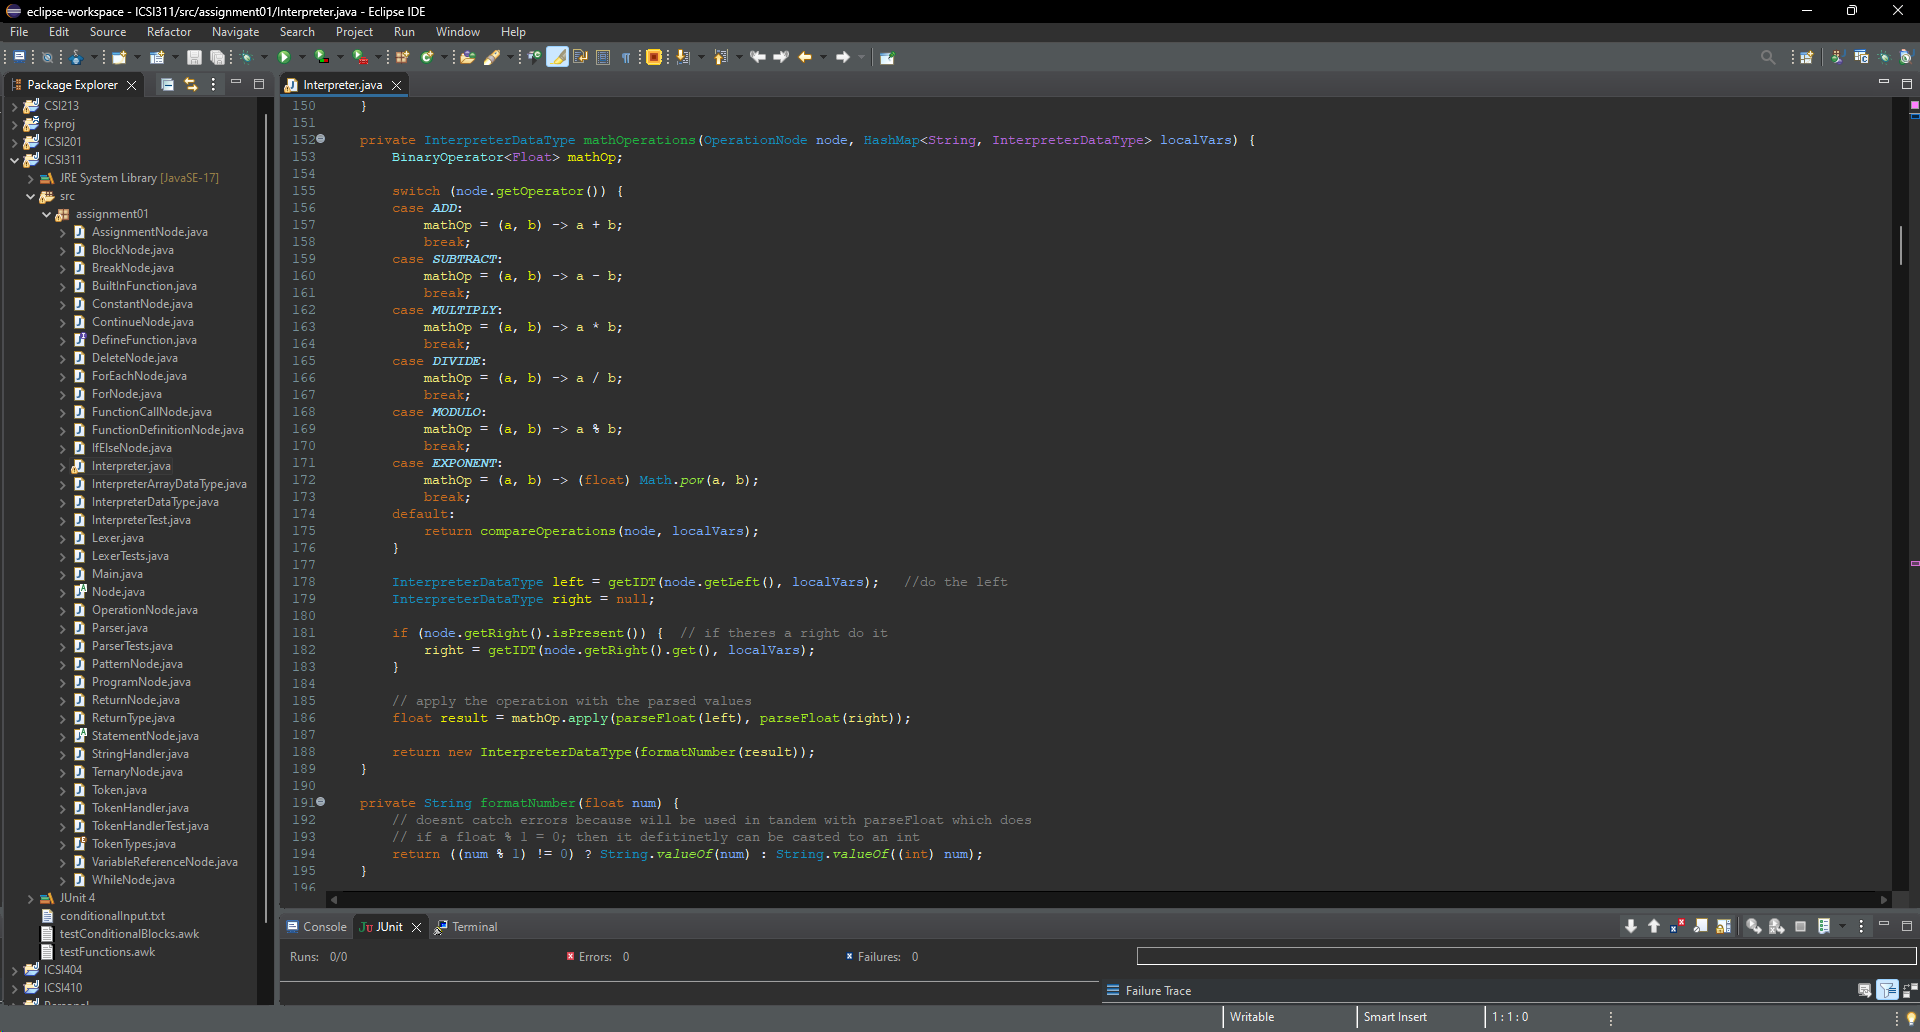 eclipse-workspace - ICSI311/src/assignment01/Interpreter.java - Eclipse IDE
File Edit Source Refactor Navigate Search Project Run Window Help
Package Explorer
CSI213
fxproj
ICSI201
ICSI311
JRE System Library [JavaSE-17]
src
assignment01
AssignmentNode.java
BlockNode.java
BreakNode.java
BuiltInFunction.java
ConstantNode.java
ContinueNode.java
DefineFunction.java
DeleteNode.java
ForEachNode.java
ForNode.java
FunctionCallNode.java
FunctionDefinitionNode.java
IfElseNode.java
Interpreter.java
InterpreterArrayDataType.java
InterpreterDataType.java
InterpreterTest.java
Lexer.java
LexerTests.java
Main.java
Node.java
OperationNode.java
Parser.java
ParserTests.java
PatternNode.java
ProgramNode.java
ReturnNode.java
ReturnType.java
StatementNode.java
StringHandler.java
TernaryNode.java
Token.java
TokenHandler.java
TokenHandlerTest.java
TokenTypes.java
VariableReferenceNode.java
WhileNode.java
JUnit 4
conditionalInput.txt
testConditionalBlocks.awk
testFunctions.awk
ICSI404
ICSI410
Personal
Interpreter.java
150 }
151
152 private InterpreterDataType mathOperations(OperationNode node, HashMap<String, InterpreterDataType> localVars) {
153 BinaryOperator<Float> mathOp;
154
155 switch (node.getOperator()) {
156 case ADD:
157 mathOp = (a, b) -> a + b;
158 break;
159 case SUBTRACT:
160 mathOp = (a, b) -> a - b;
161 break;
162 case MULTIPLY:
163 mathOp = (a, b) -> a * b;
164 break;
165 case DIVIDE:
166 mathOp = (a, b) -> a / b;
167 break;
168 case MODULO:
169 mathOp = (a, b) -> a % b;
170 break;
171 case EXPONENT:
172 mathOp = (a, b) -> (float) Math.pow(a, b);
173 break;
174 default:
175 return compareOperations(node, localVars);
176 }
177
178 InterpreterDataType left = getIDT(node.getLeft(), localVars); //do the left
179 InterpreterDataType right = null;
180
181 if (node.getRight().isPresent()) { // if theres a right do it
182 right = getIDT(node.getRight().get(), localVars);
183 }
184
185 // apply the operation with the parsed values
186 float result = mathOp.apply(parseFloat(left), parseFloat(right));
187
188 return new InterpreterDataType(formatNumber(result));
189 }
190
191 private String formatNumber(float num) {
192 // doesnt catch errors because will be used in tandem with parseFloat which does
193 // if a float % 1 = 0; then it defitinetly can be casted to an int
194 return ((num % 1) != 0) ? String.valueOf(num) : String.valueOf((int) num);
195 }
196
Console JUnit Terminal
Runs: 0/0 Errors: 0 Failures: 0
Failure Trace
Writable Smart Insert 1 : 1 : 0